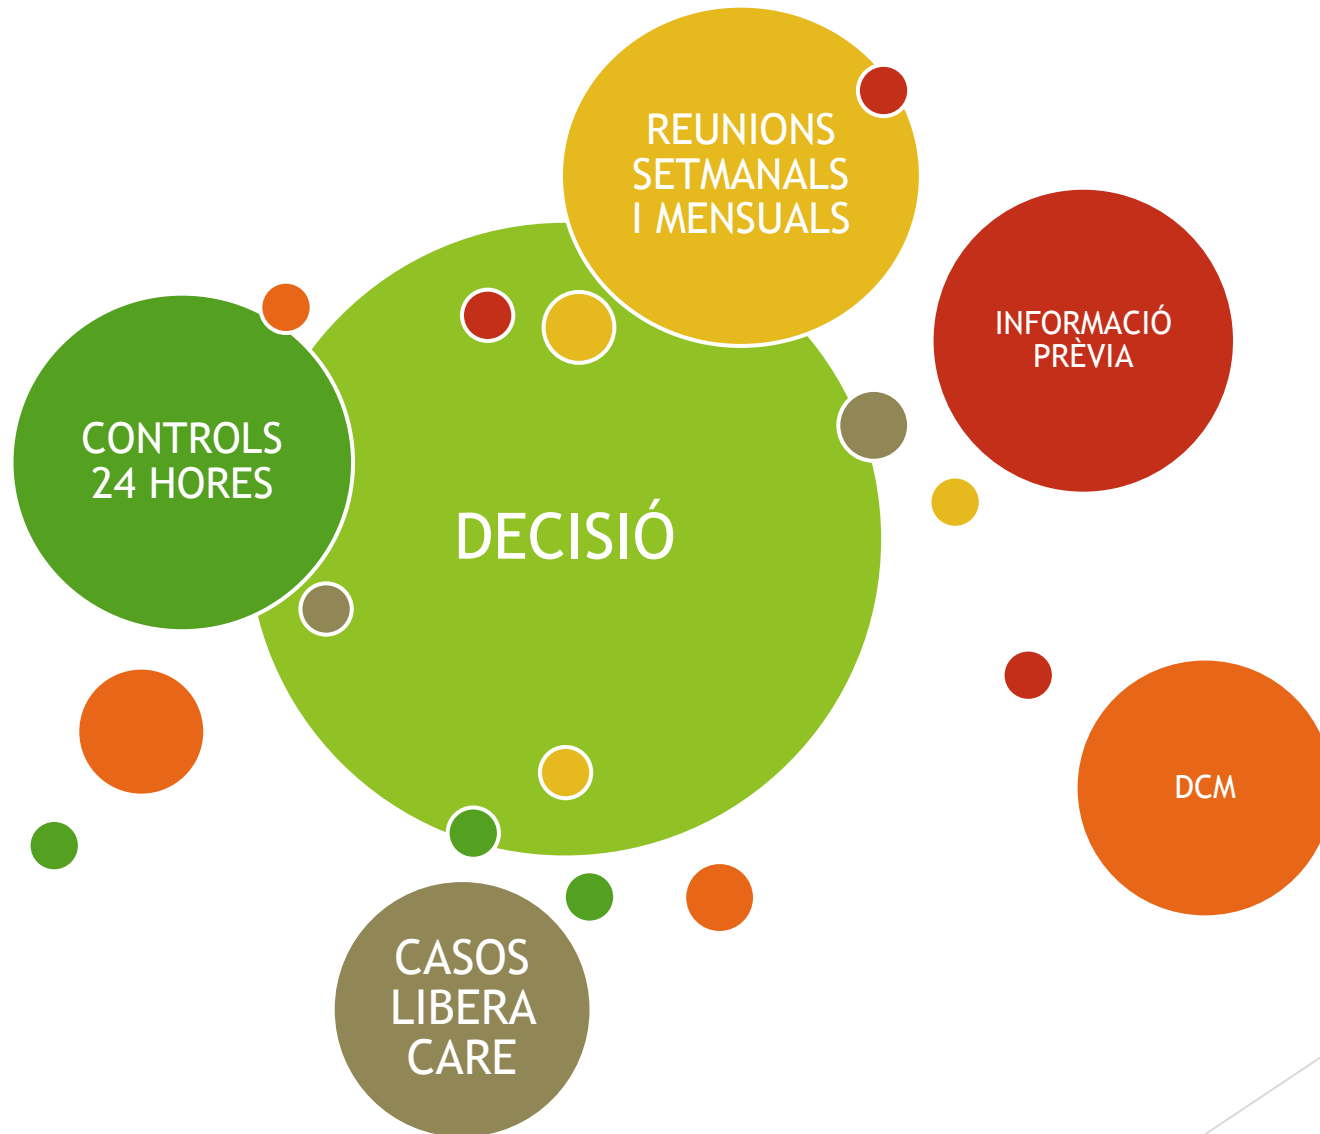 REUNIONS
SETMANALS
I MENSUALS
INFORMACIÓ
PRÈVIA
CONTROLS
24 HORES
DECISIÓ
DCM
CASOS
LIBERA
CARE